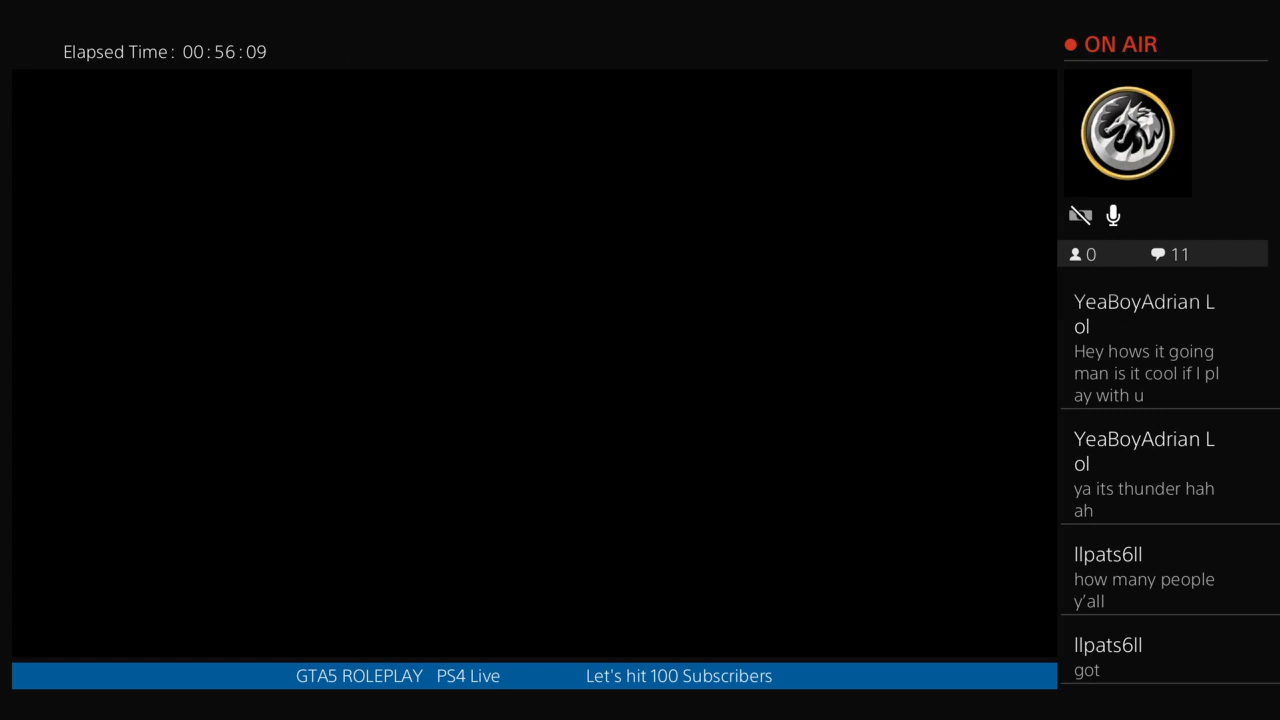 Elapsed Time: 00:56:09
ON AIR
0 11
YeaBoyAdrian L
ol
Hey hows it going
man is it cool if I pl
ay with u
YeaBoyAdrian L
ol
ya its thunder hah
ah
llpats6ll
how many people
y'all
llpats6ll
got
GTA5 ROLEPLAY PS4 Live Let's hit 100 Subscribers